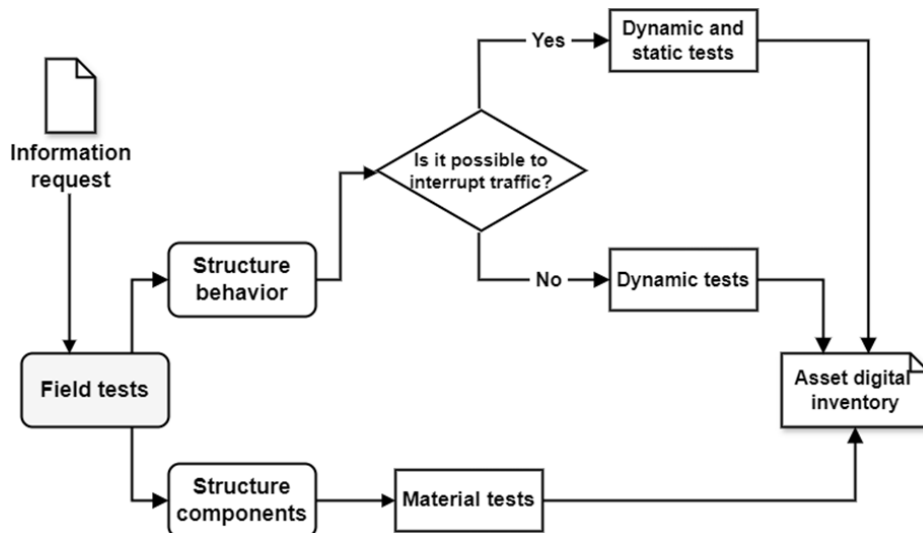 Information
request
Field tests
Structure
behavior
Is it possible to
interrupt traffic?
Yes
Dynamic and
static tests
No
Dynamic tests
Structure
components
Material tests
Asset digital
inventory